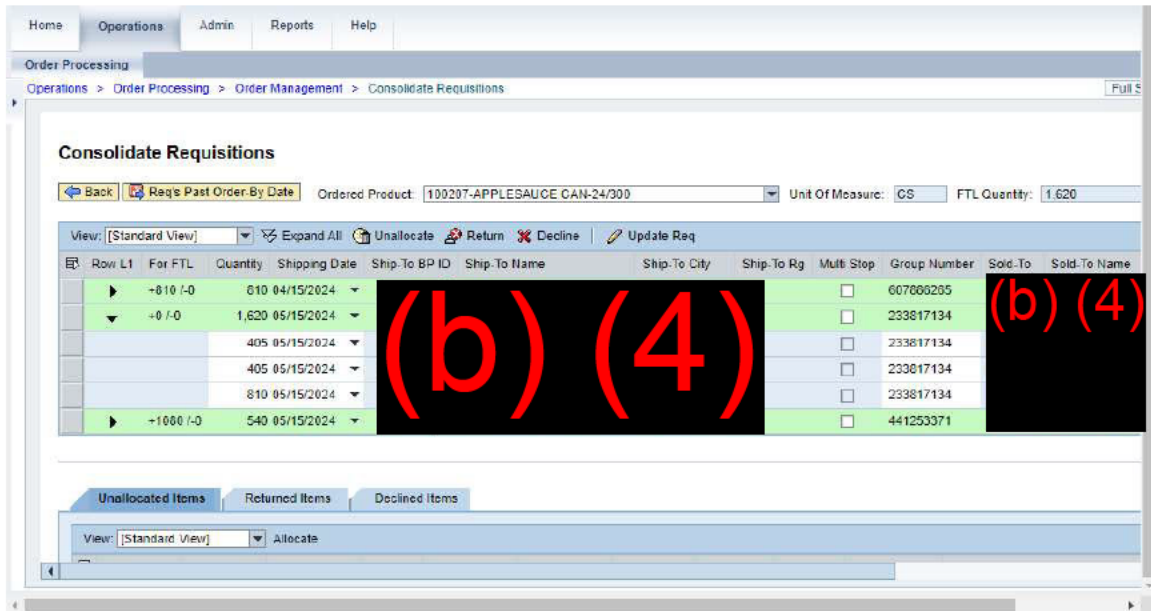 Home Operations Admin Reports Help
Order Processing
Operations > Order Processing > Order Management > Consolidate Requisitions Full S
Consolidate Requisitions
Back Req's Past Order-By Date Ordered Product: 100207-APPLESAUCE CAN-24/300 Unit Of Measure: CS FTL Quantity: 1.620
View: [Standard View] Expand All Unallocate Return Decline Update Req
Row L1 For FTL Quantity Shipping Date Ship-To BP ID Ship-To Name Ship-To City Ship-To Rg Multi Stop Group Number Sold-To Sold-To Name
+810 /-0 810 04/15/2024 607866265
+0 /-0 1,620 05/15/2024 233817134
405 05/15/2024 233817134
405 05/15/2024 233817134
810 05/15/2024 233817134
+1080 /-0 540 05/15/2024 441253371
(b) (4)
(b) (4)
Unallocated Items Returned Items Declined Items
View: [Standard View] Allocate